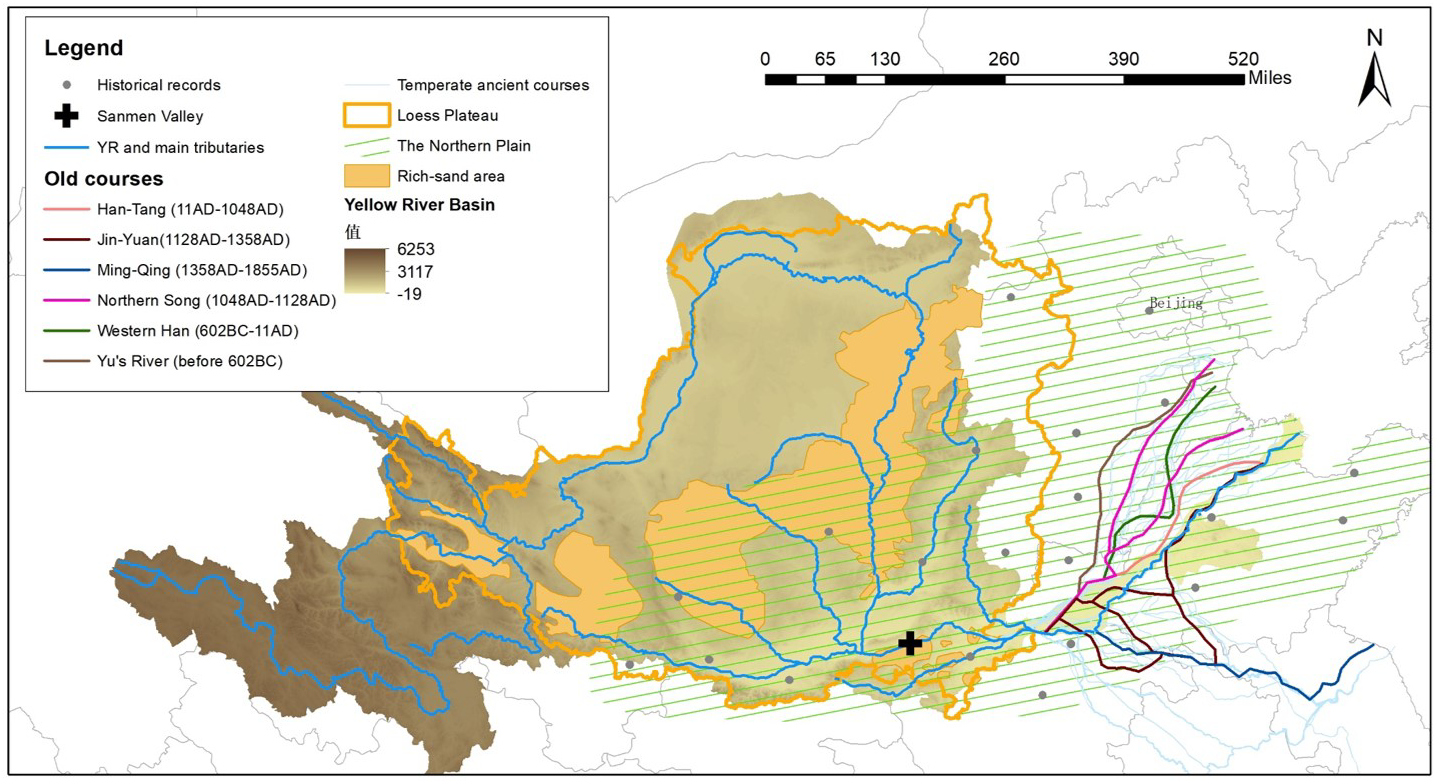 Legend
Historical records
Sanmen Valley
YR and main tributaries
Old courses
Han-Tang (11AD-1048AD)
Jin-Yuan(1128AD-1358AD)
Ming-Qing (1358AD-1855AD)
Northern Song (1048AD-1128AD)
Western Han (602BC-11AD)
Yu's River (before 602BC)
Temperate ancient courses
Loess Plateau
The Northern Plain
Rich-sand area
Yellow River Basin
值
6253
3117
-19
0 65 130 260 390 520
Miles
N
Beijing